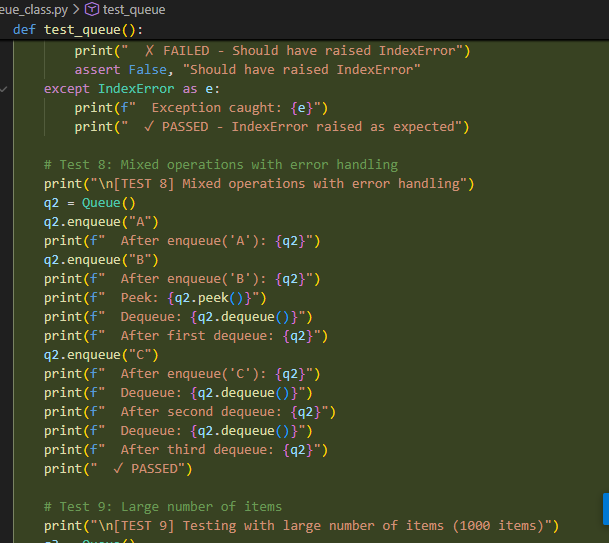 eue_class.py > test_queue
def test_queue():
print("  ✗ FAILED - Should have raised IndexError")
assert False, "Should have raised IndexError"
except IndexError as e:
print(f"  Exception caught: {e}")
print("  ✓ PASSED - IndexError raised as expected")
# Test 8: Mixed operations with error handling
print("\n[TEST 8] Mixed operations with error handling")
q2 = Queue()
q2.enqueue("A")
print(f"  After enqueue('A'): {q2}")
q2.enqueue("B")
print(f"  After enqueue('B'): {q2}")
print(f"  Peek: {q2.peek()}")
print(f"  Dequeue: {q2.dequeue()}")
print(f"  After first dequeue: {q2}")
q2.enqueue("C")
print(f"  After enqueue('C'): {q2}")
print(f"  Dequeue: {q2.dequeue()}")
print(f"  After second dequeue: {q2}")
print(f"  Dequeue: {q2.dequeue()}")
print(f"  After third dequeue: {q2}")
print("  ✓ PASSED")
# Test 9: Large number of items
print("\n[TEST 9] Testing with large number of items (1000 items)")